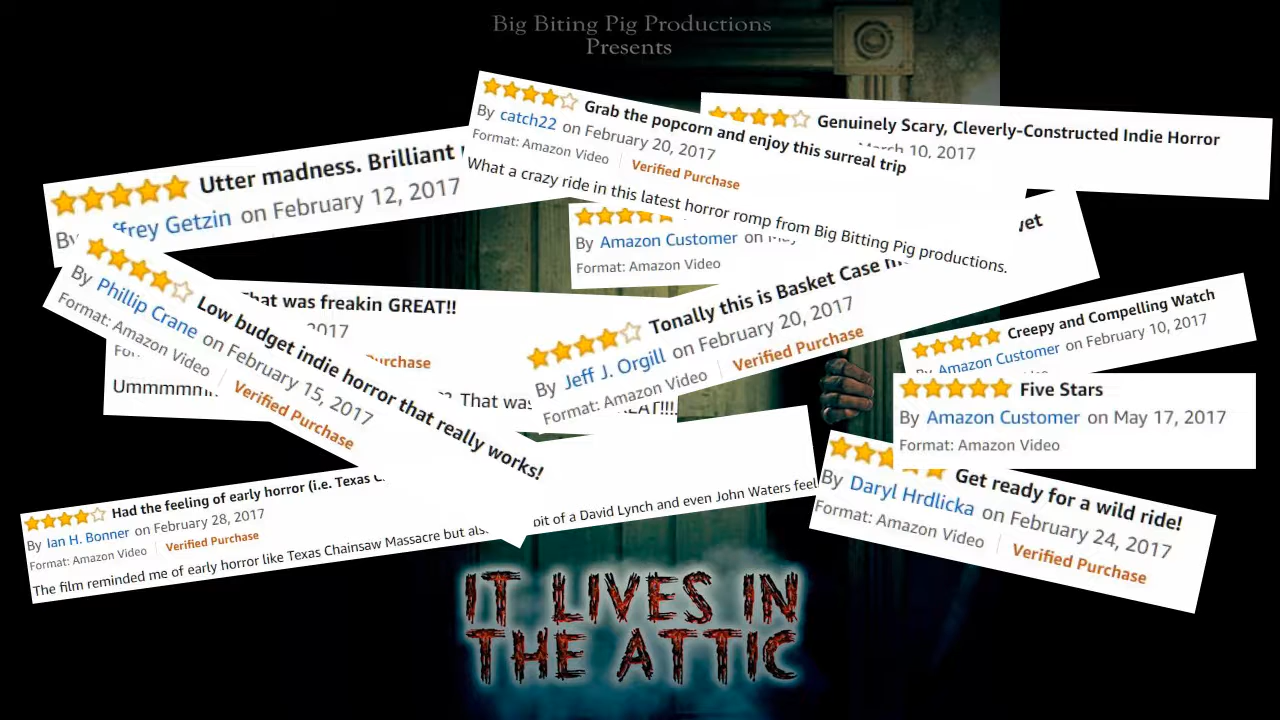 Big Biting Pig Productions
Presents
Grab the popcorn and enjoy this surreal trip
By catch22 on February 20, 2017
Format: Amazon Video
Verified Purchase
What a crazy ride in this latest horror romp from Big Bitting Pig productions.
Genuinely Scary, Cleverly-Constructed Indie Horror
March 10, 2017
Utter madness. Brilliant
By Getzin on February 12, 2017
By Amazon Customer on
Format: Amazon Video
Low budget indie horror that really works!
By Phillip Crane on February 15, 2017
Format: Amazon Video
Verified Purchase
That was freakin GREAT!!
2017
That was
Tonally this is Basket Case
By Jeff J. Orgill on February 20, 2017
Format: Amazon Video
Verified Purchase
Creepy and Compelling Watch
By Amazon Customer on February 10, 2017
Five Stars
By Amazon Customer on May 17, 2017
Format: Amazon Video
Get ready for a wild ride!
By Daryl Hrdlicka on February 24, 2017
Format: Amazon Video
Verified Purchase
Had the feeling of early horror (i.e. Texas
By Ian H. Bonner on February 28, 2017
Format: Amazon Video
Verified Purchase
The film reminded me of early horror like Texas Chainsaw Massacre but also bit of a David Lynch and even John Waters feel
IT LIVES IN
THE ATTIC